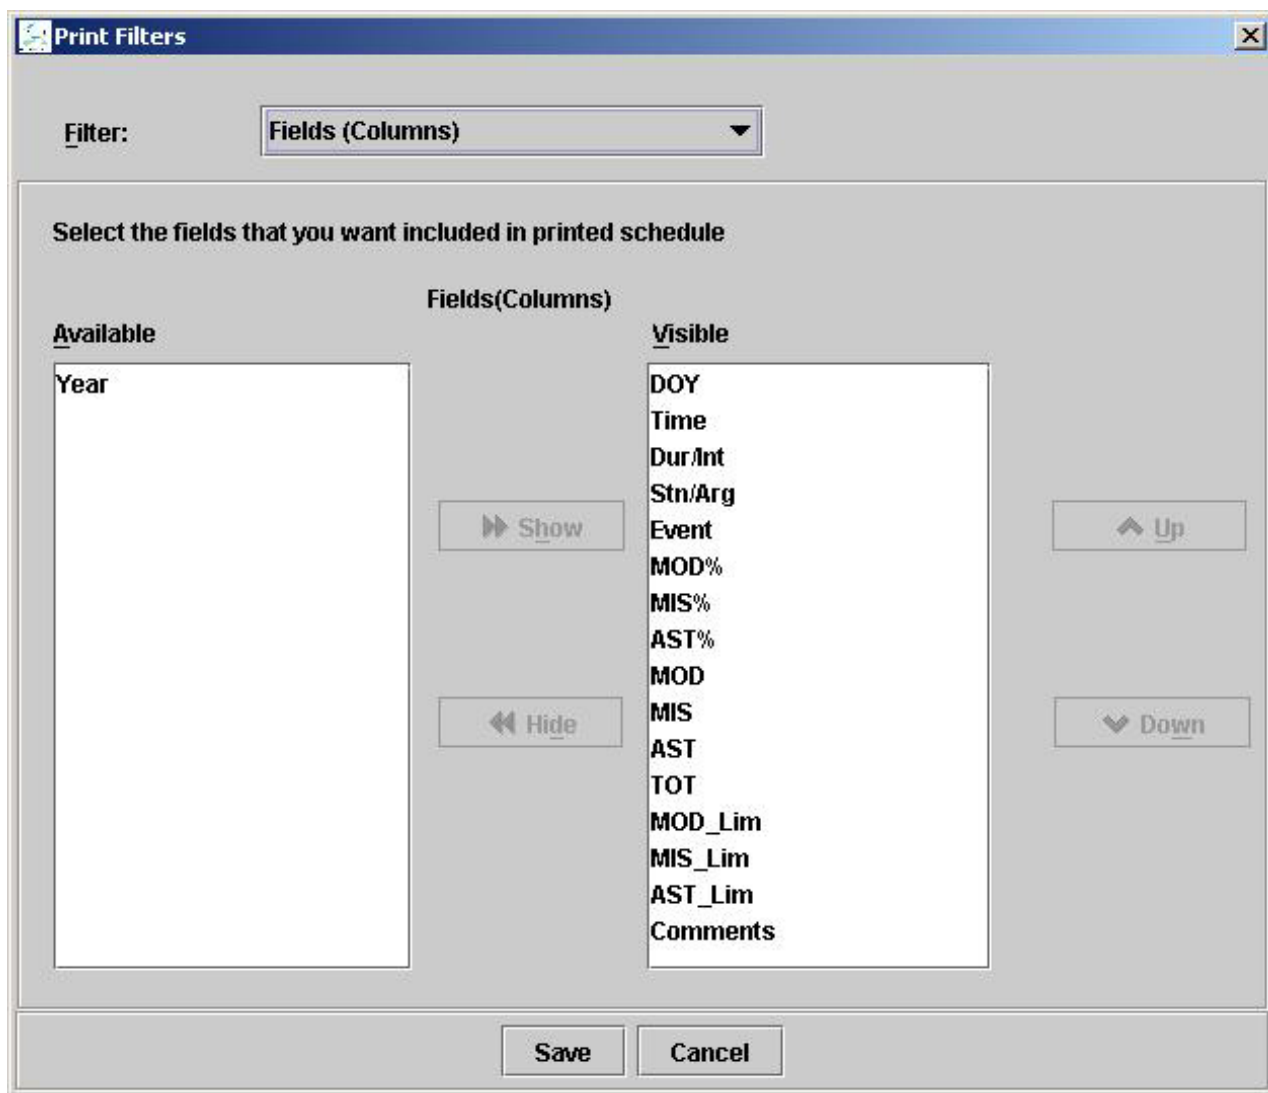 Print Filters
Filter:
Fields (Columns)
Select the fields that you want included in printed schedule
Fields(Columns)
Available
Visible
Year
DOY
Time
Dur/Int
Stn/Arg
Event
MOD%
MIS%
AST%
MOD
MIS
AST
TOT
MOD_Lim
MIS_Lim
AST_Lim
Comments
Show
Hide
Up
Down
Save
Cancel